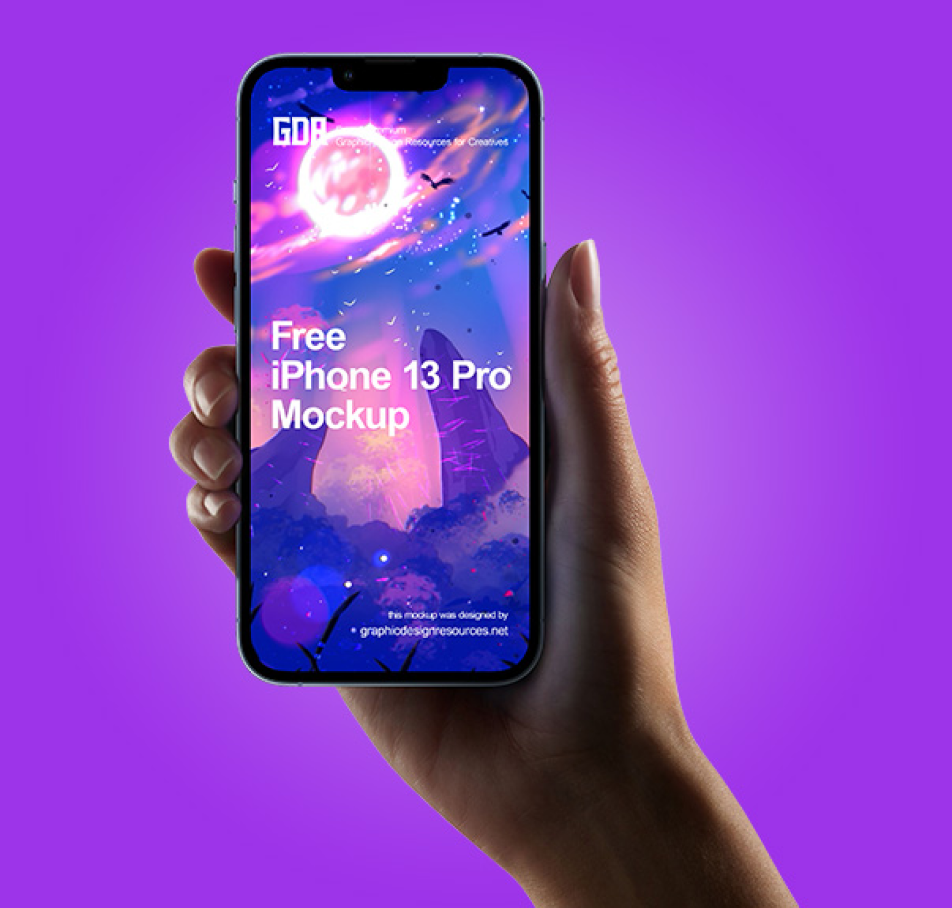 GDR
Graphic Design Resources for Creatives
Free
iPhone 13 Pro
Mockup
this mockup was designed by
graphicdesignresources.net